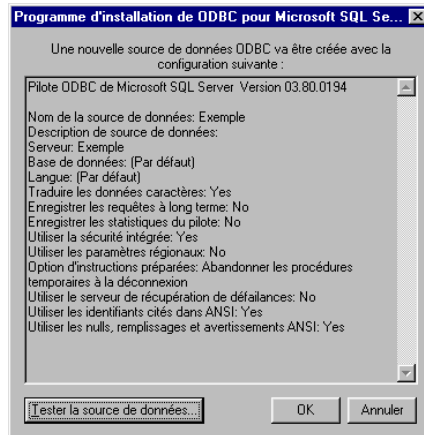 Programme d'installation de ODBC pour Microsoft SQL Se...
Une nouvelle source de données ODBC va être créée avec la
configuration suivante :
Pilote ODBC de Microsoft SQL Server Version 03.80.0194
Nom de la source de données: Exemple
Description de source de données:
Serveur: Exemple
Base de données: (Par défaut)
Langue: (Par défaut)
Traduire les données caractères: Yes
Enregistrer les requêtes à long terme: No
Enregistrer les statistiques du pilote: No
Utiliser la sécurité intégrée: Yes
Utiliser les paramètres régionaux: No
Option d'instructions préparées: Abandonner les procédures
temporaires à la déconnexion
Utiliser le serveur de récupération de défailances: No
Utiliser les identifiants cités dans ANSI: Yes
Utiliser les nulls, remplissages et avertissements ANSI: Yes
Tester la source de données...
OK
Annuler